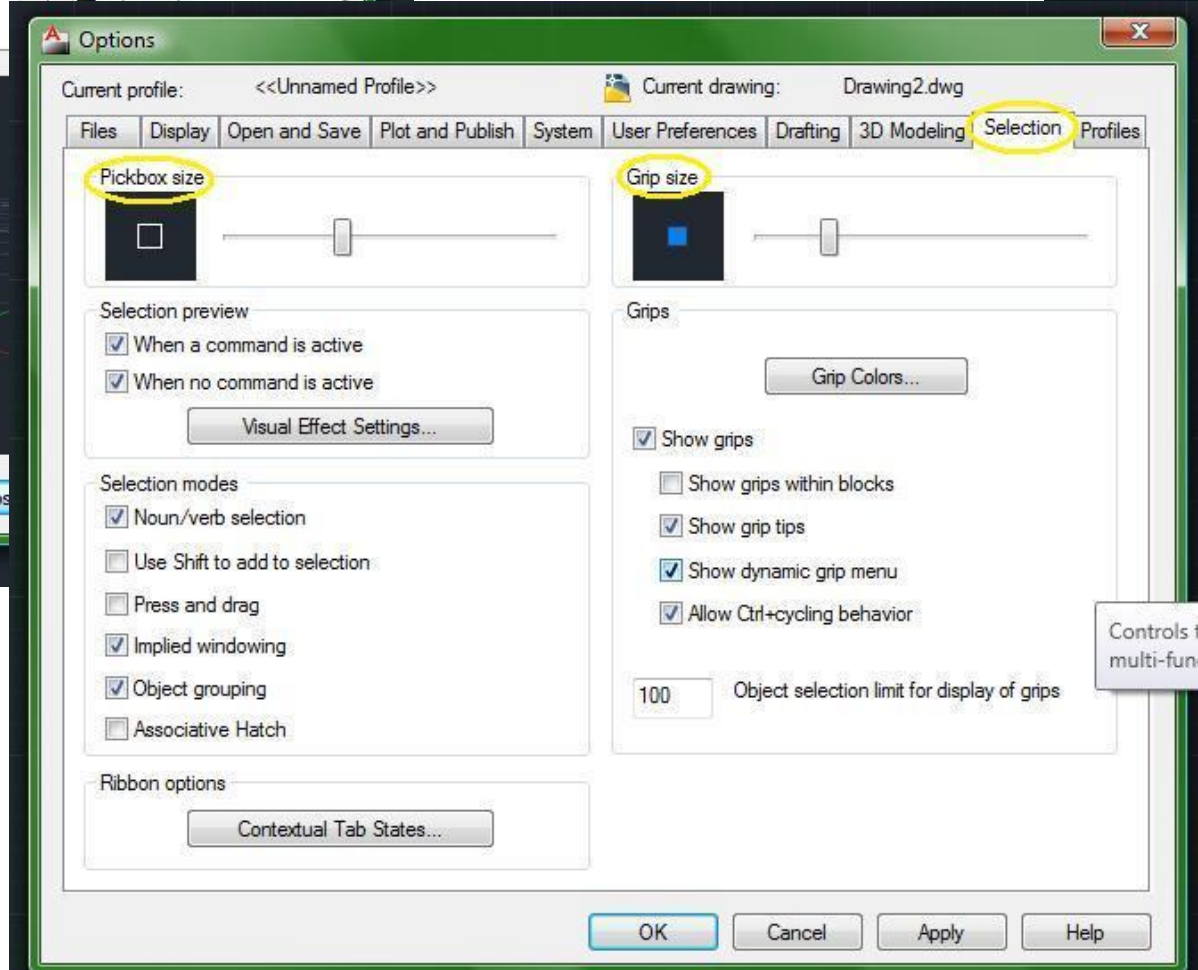 Options
Current profile: <<Unnamed Profile>> Current drawing: Drawing2.dwg
Files Display Open and Save Plot and Publish System User Preferences Drafting 3D Modeling Selection Profiles
Pickbox size
Grip size
Selection preview
When a command is active
When no command is active
Visual Effect Settings...
Selection modes
Noun/verb selection
Use Shift to add to selection
Press and drag
Implied windowing
Object grouping
Associative Hatch
Ribbon options
Contextual Tab States...
Grips
Grip Colors...
Show grips
Show grips within blocks
Show grip tips
Show dynamic grip menu
Allow Ctrl+cycling behavior
100 Object selection limit for display of grips
Controls
OK Cancel Apply Help